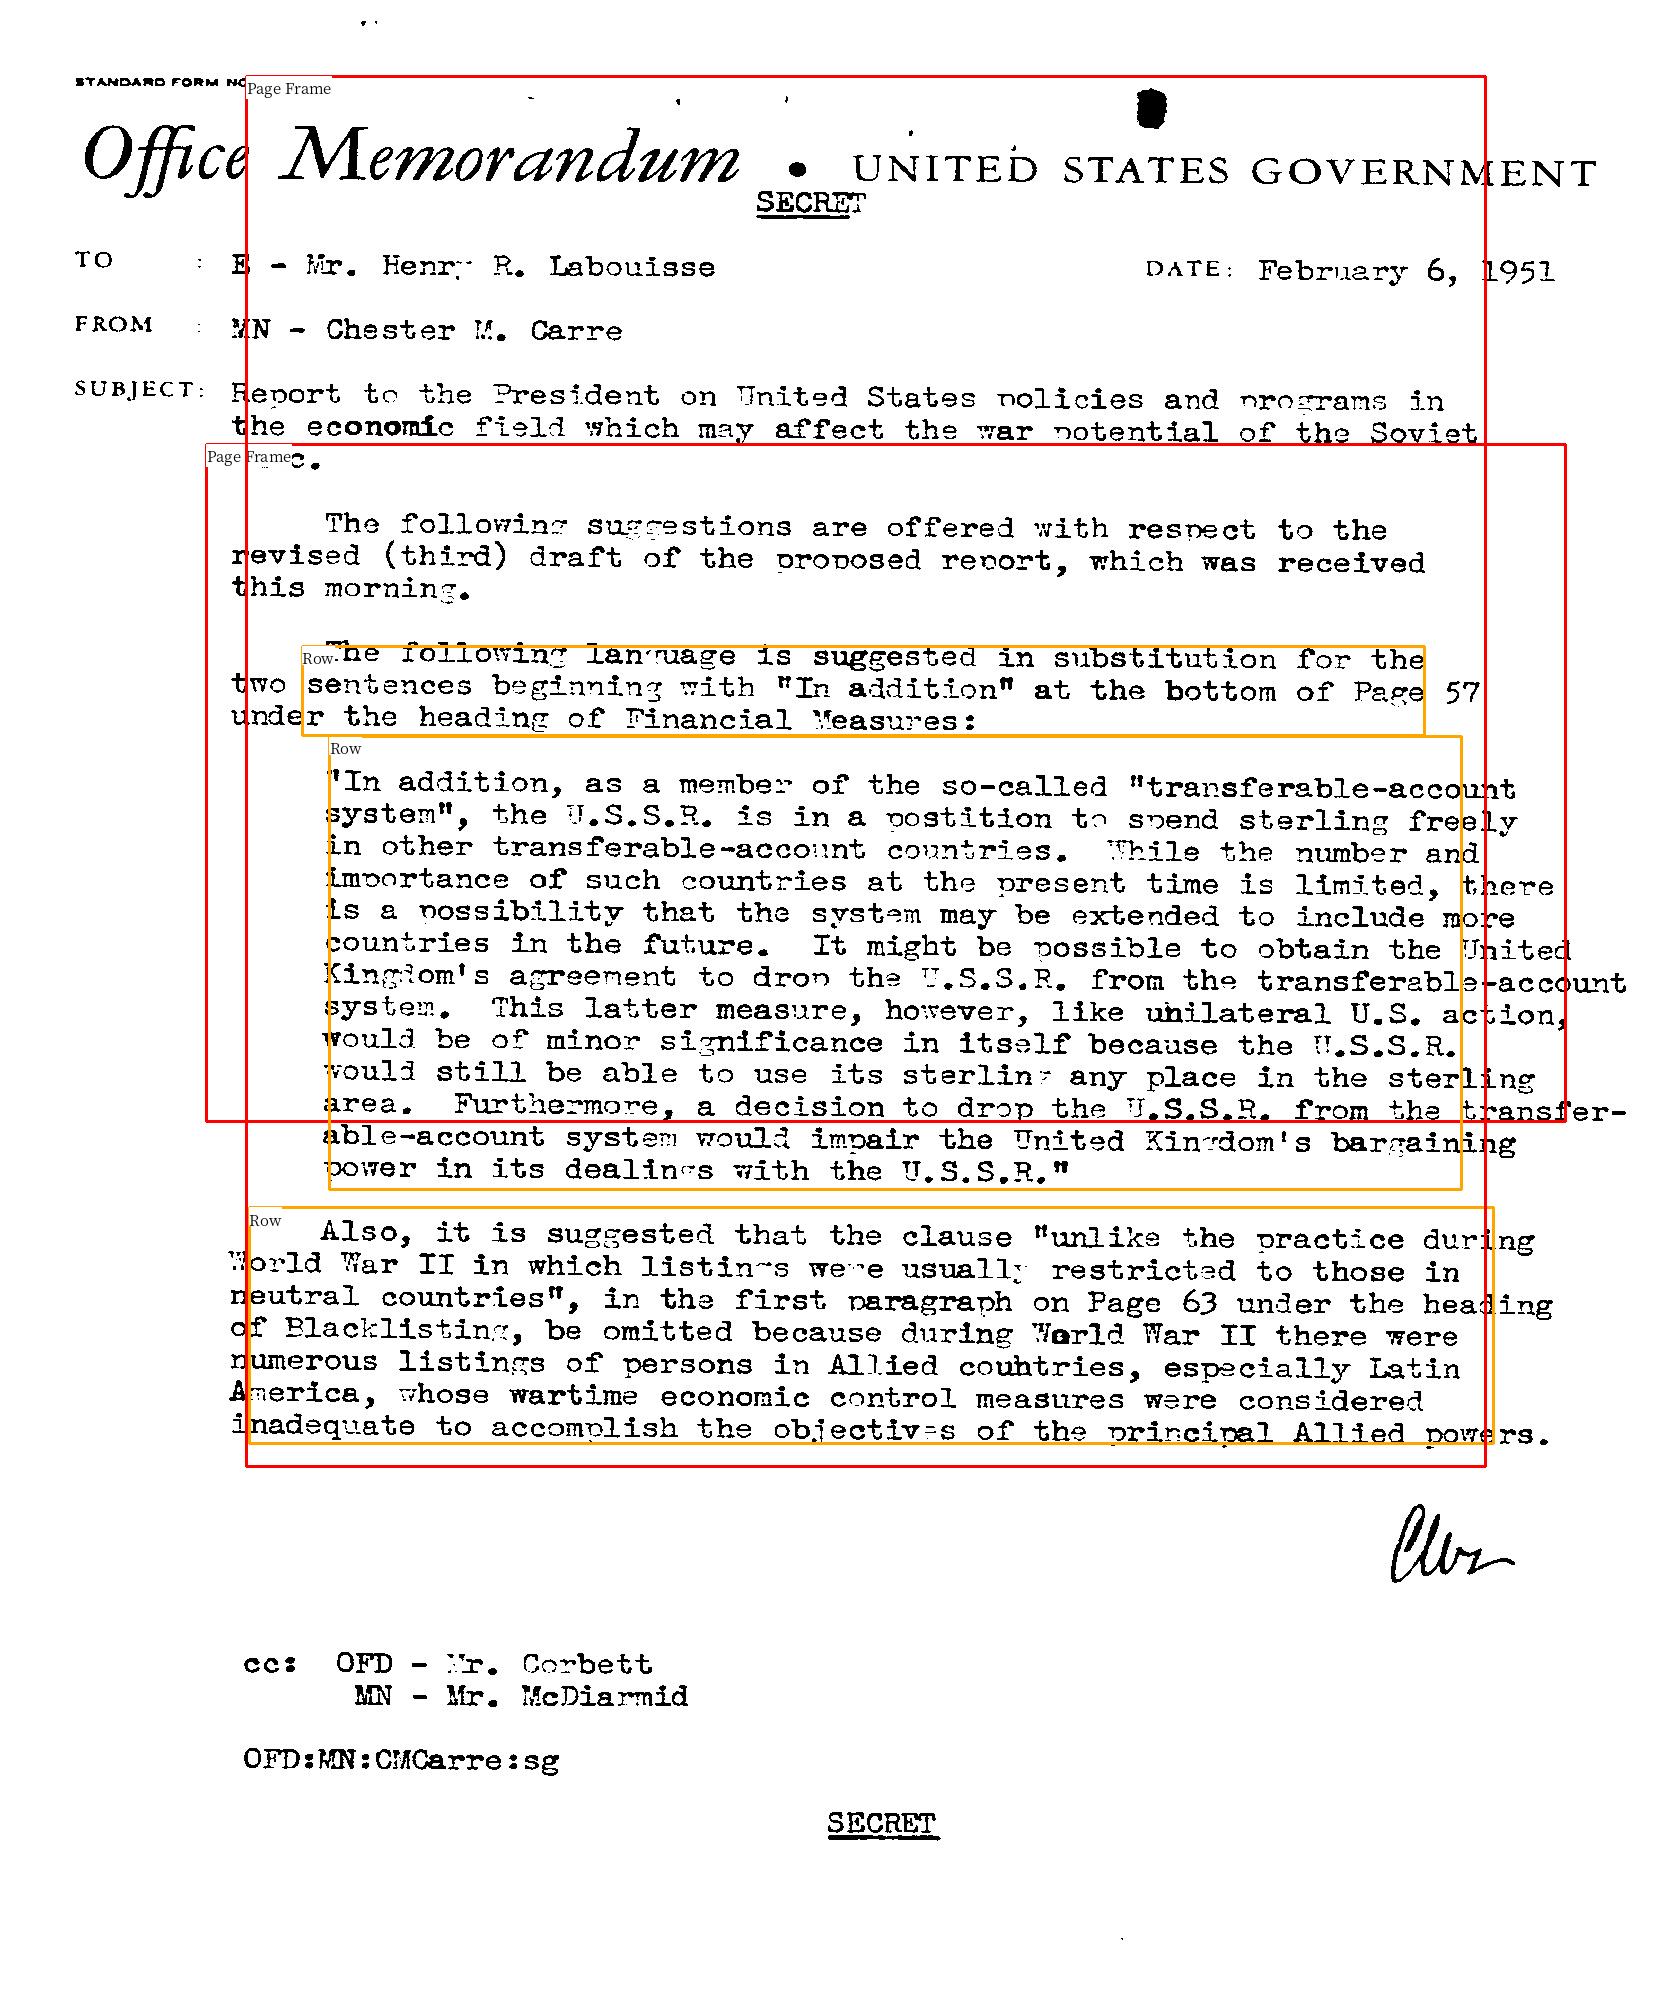 STANDARD FORM NO
Office Memorandum • UNITED STATES GOVERNMENT
SECRET
TO : E - Mr. Henry R. Labouisse DATE: February 6, 1951
FROM : MN - Chester M. Carre
SUBJECT: Report to the President on United States policies and programs in
the economic field which may affect the war potential of the Soviet
c.
Page Frame
Page Frame
The following suggestions are offered with respect to the
revised (third) draft of the proposed report, which was received
this morning.
Row
The following language is suggested in substitution for the
two sentences beginning with "In addition" at the bottom of Page 57
under the heading of Financial Measures:
Row
"In addition, as a member of the so-called "transferable-account
system", the U.S.S.R. is in a postition to spend sterling freely
in other transferable-account countries. While the number and
importance of such countries at the present time is limited, there
is a possibility that the system may be extended to include more
countries in the future. It might be possible to obtain the United
Kingdom's agreement to drop the U.S.S.R. from the transferable-account
system. This latter measure, however, like unilateral U.S. action,
would be of minor significance in itself because the U.S.S.R.
would still be able to use its sterling any place in the sterling
area. Furthermore, a decision to drop the U.S.S.R. from the transfer-
able-account system would impair the United Kingdom's bargaining
power in its dealings with the U.S.S.R."
Row
Also, it is suggested that the clause "unlike the practice during
World War II in which listings were usually restricted to those in
neutral countries", in the first paragraph on Page 63 under the heading
of Blacklisting, be omitted because during World War II there were
numerous listings of persons in Allied countries, especially Latin
America, whose wartime economic control measures were considered
inadequate to accomplish the objectives of the principal Allied powers.
cc: OFD - Mr. Corbett
MN - Mr. McDiarmid
OFD:MN:CMCarre:sg
SECRET